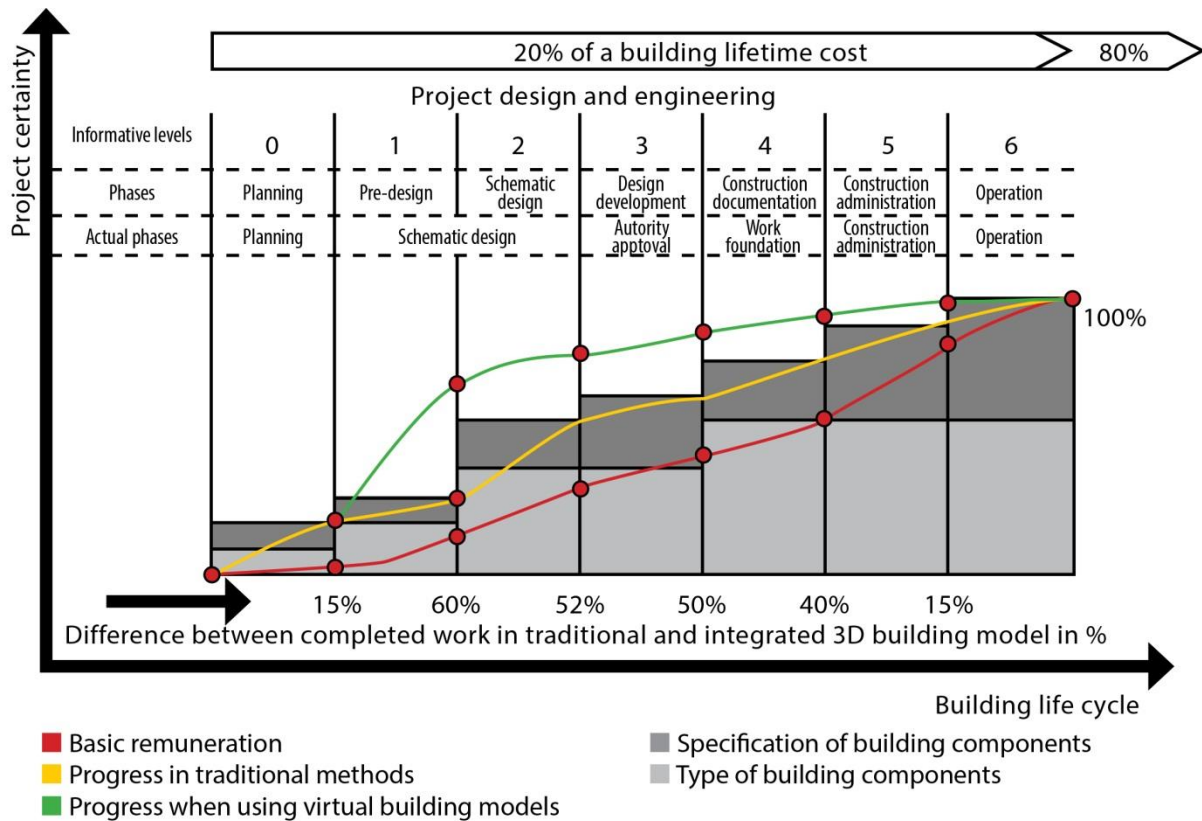 Project certainty
20% of a building lifetime cost
80%
Project design and engineering
Informative levels 0 1 2 3 4 5 6
Phases Planning Pre-design Schematic design Design development Construction documentation Construction administration Operation
Actual phases Planning Schematic design Autority aptoval Work foundation Construction administration Operation
100%
15% 60% 52% 50% 40% 15%
Difference between completed work in traditional and integrated 3D building model in %
Building life cycle
Basic remuneration
Progress in traditional methods
Progress when using virtual building models
Specification of building components
Type of building components